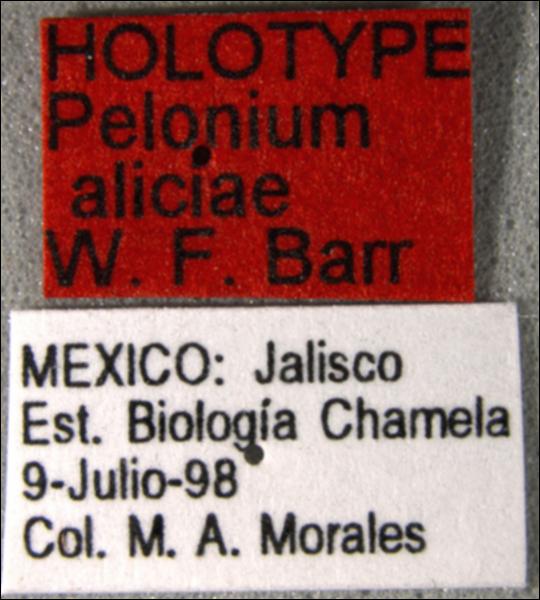 HOLOTYPE
Pelonium
aliciae
W. F. Barr
MEXICO: Jalisco
Est. Biología Chamela
9-Julio-98
Col. M. A. Morales